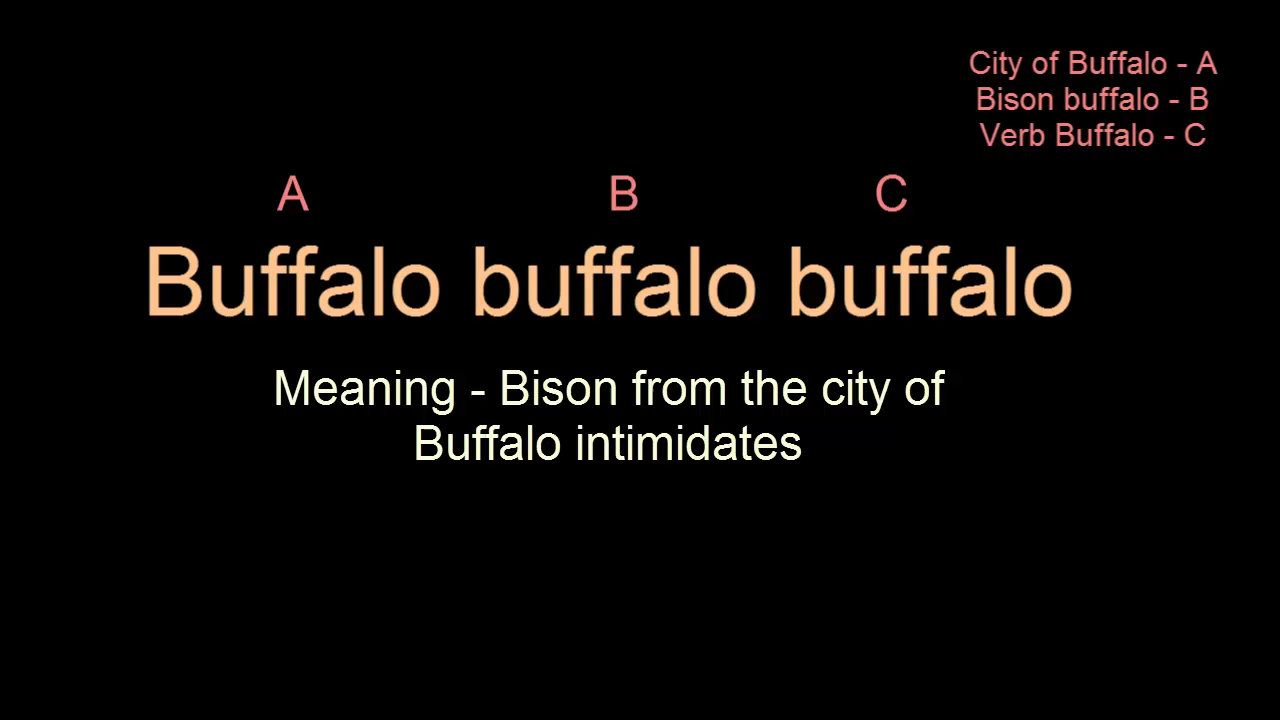 City of Buffalo - A
Bison buffalo - B
Verb Buffalo - C
A B C
Buffalo buffalo buffalo
Meaning - Bison from the city of
Buffalo intimidates